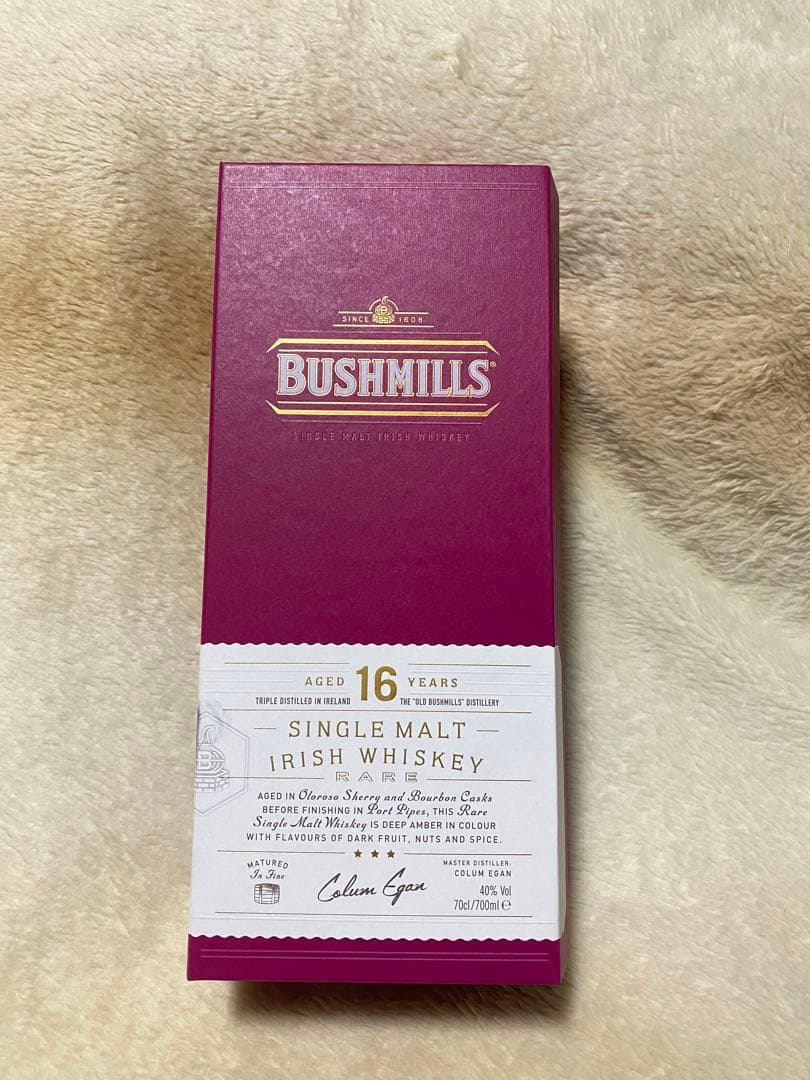 SINCE 1608
BUSHMILLS®
SINGLE MALT IRISH WHISKEY
AGED 16 YEARS
TRIPLE DISTILLED IN IRELAND THE "OLD BUSHMILLS" DISTILLERY
SINGLE MALT
IRISH WHISKEY
RARE
AGED IN Oloroso Sherry and Bourbon Casks
BEFORE FINISHING IN Port Pipes, THIS Rare
Single Malt Whiskey IS DEEP AMBER IN COLOUR
WITH FLAVOURS OF DARK FRUIT, NUTS AND SPICE.
MATURED
In Fine
Colum Egan
MASTER DISTILLER:
COLUM EGAN
40% Vol
70cl/700ml ℮